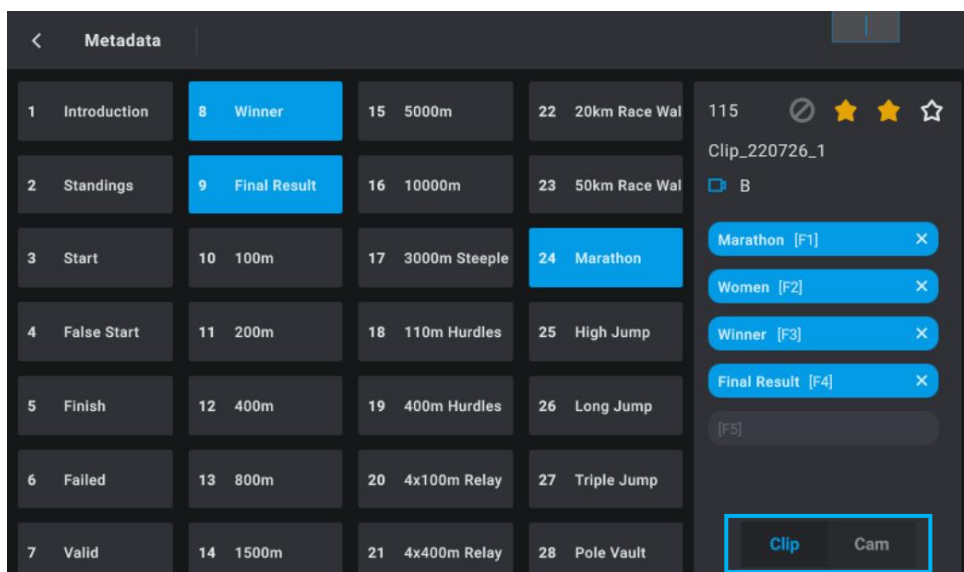 Metadata
1 Introduction
8 Winner
15 5000m
22 20km Race Wal
2 Standings
9 Final Result
16 10000m
23 50km Race Wal
3 Start
10 100m
17 3000m Steeple
24 Marathon
4 False Start
11 200m
18 110m Hurdles
25 High Jump
5 Finish
12 400m
19 400m Hurdles
26 Long Jump
6 Failed
13 800m
20 4x100m Relay
27 Triple Jump
7 Valid
14 1500m
21 4x400m Relay
28 Pole Vault
115
Clip_220726_1
B
Marathon [F1]
Women [F2]
Winner [F3]
Final Result [F4]
[F5]
Clip Cam